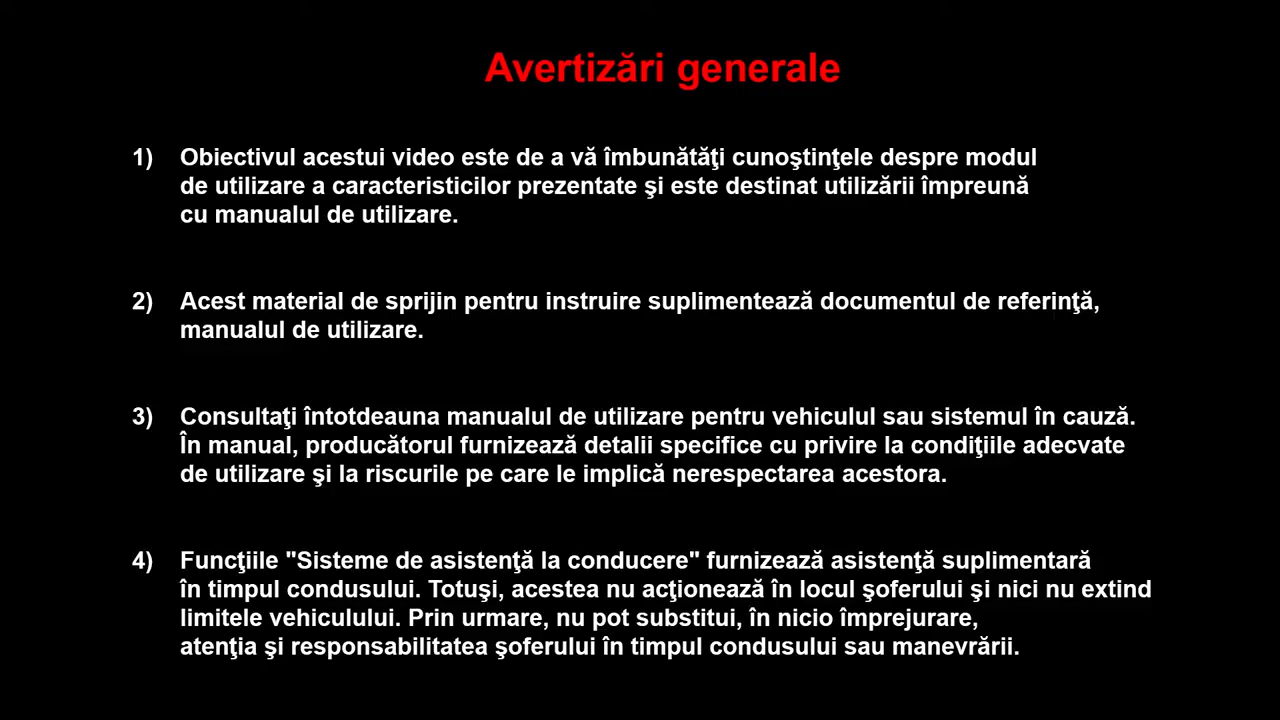 Avertizări generale
1) Obiectivul acestui video este de a vă îmbunătăţi cunoştinţele despre modul
de utilizare a caracteristicilor prezentate şi este destinat utilizării împreună
cu manualul de utilizare.
2) Acest material de sprijin pentru instruire suplimentează documentul de referinţă,
manualul de utilizare.
3) Consultaţi întotdeauna manualul de utilizare pentru vehiculul sau sistemul în cauză.
În manual, producătorul furnizează detalii specifice cu privire la condiţiile adecvate
de utilizare şi la riscurile pe care le implică nerespectarea acestora.
4) Funcţiile "Sisteme de asistenţă la conducere" furnizează asistenţă suplimentară
în timpul condusului. Totuşi, acestea nu acţionează în locul şoferului şi nici nu extind
limitele vehiculului. Prin urmare, nu pot substitui, în nicio împrejurare,
atenţia şi responsabilitatea şoferului în timpul condusului sau manevrării.